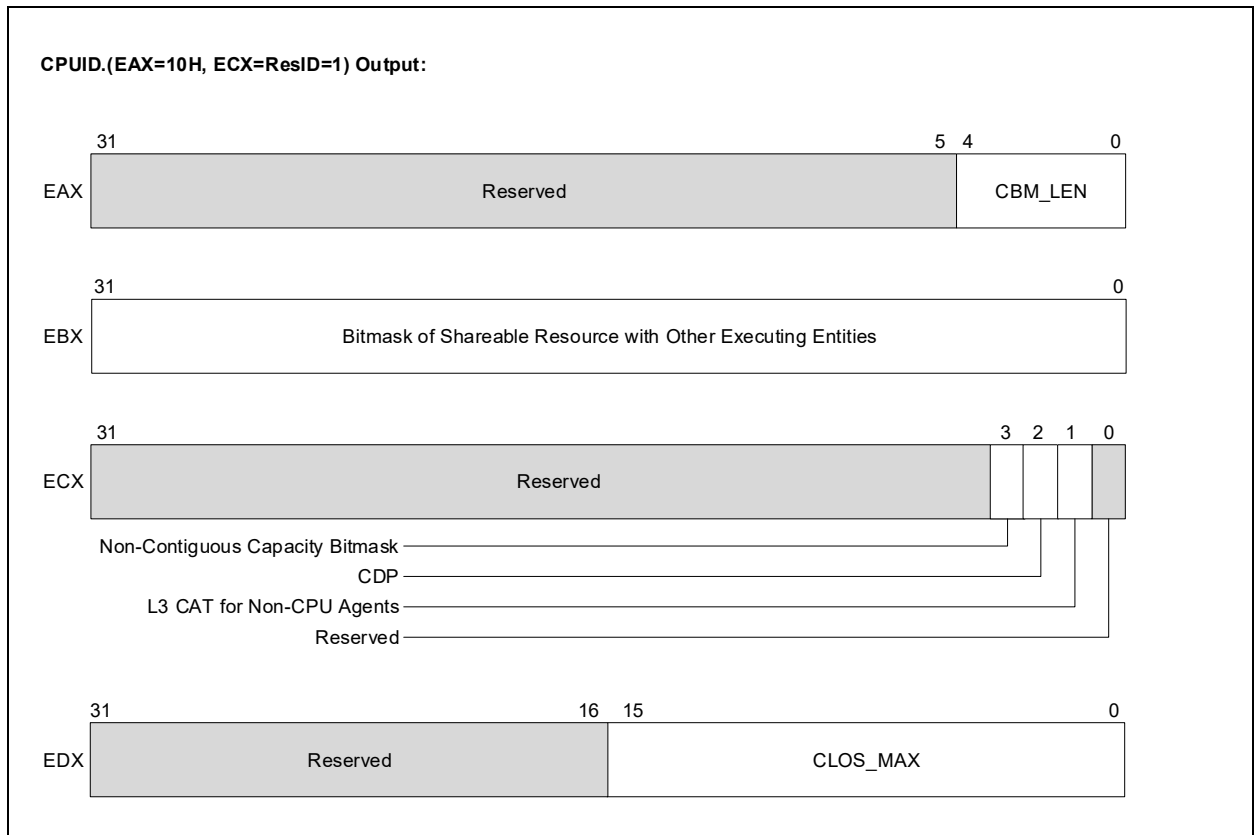 CPUID.(EAX=10H, ECX=ResID=1) Output:
31 5 4 0
EAX Reserved CBM_LEN
31 0
EBX Bitmask of Shareable Resource with Other Executing Entities
31 3 2 1 0
ECX Reserved
Non-Contiguous Capacity Bitmask
CDP
L3 CAT for Non-CPU Agents
Reserved
31 16 15 0
EDX Reserved CLOS_MAX